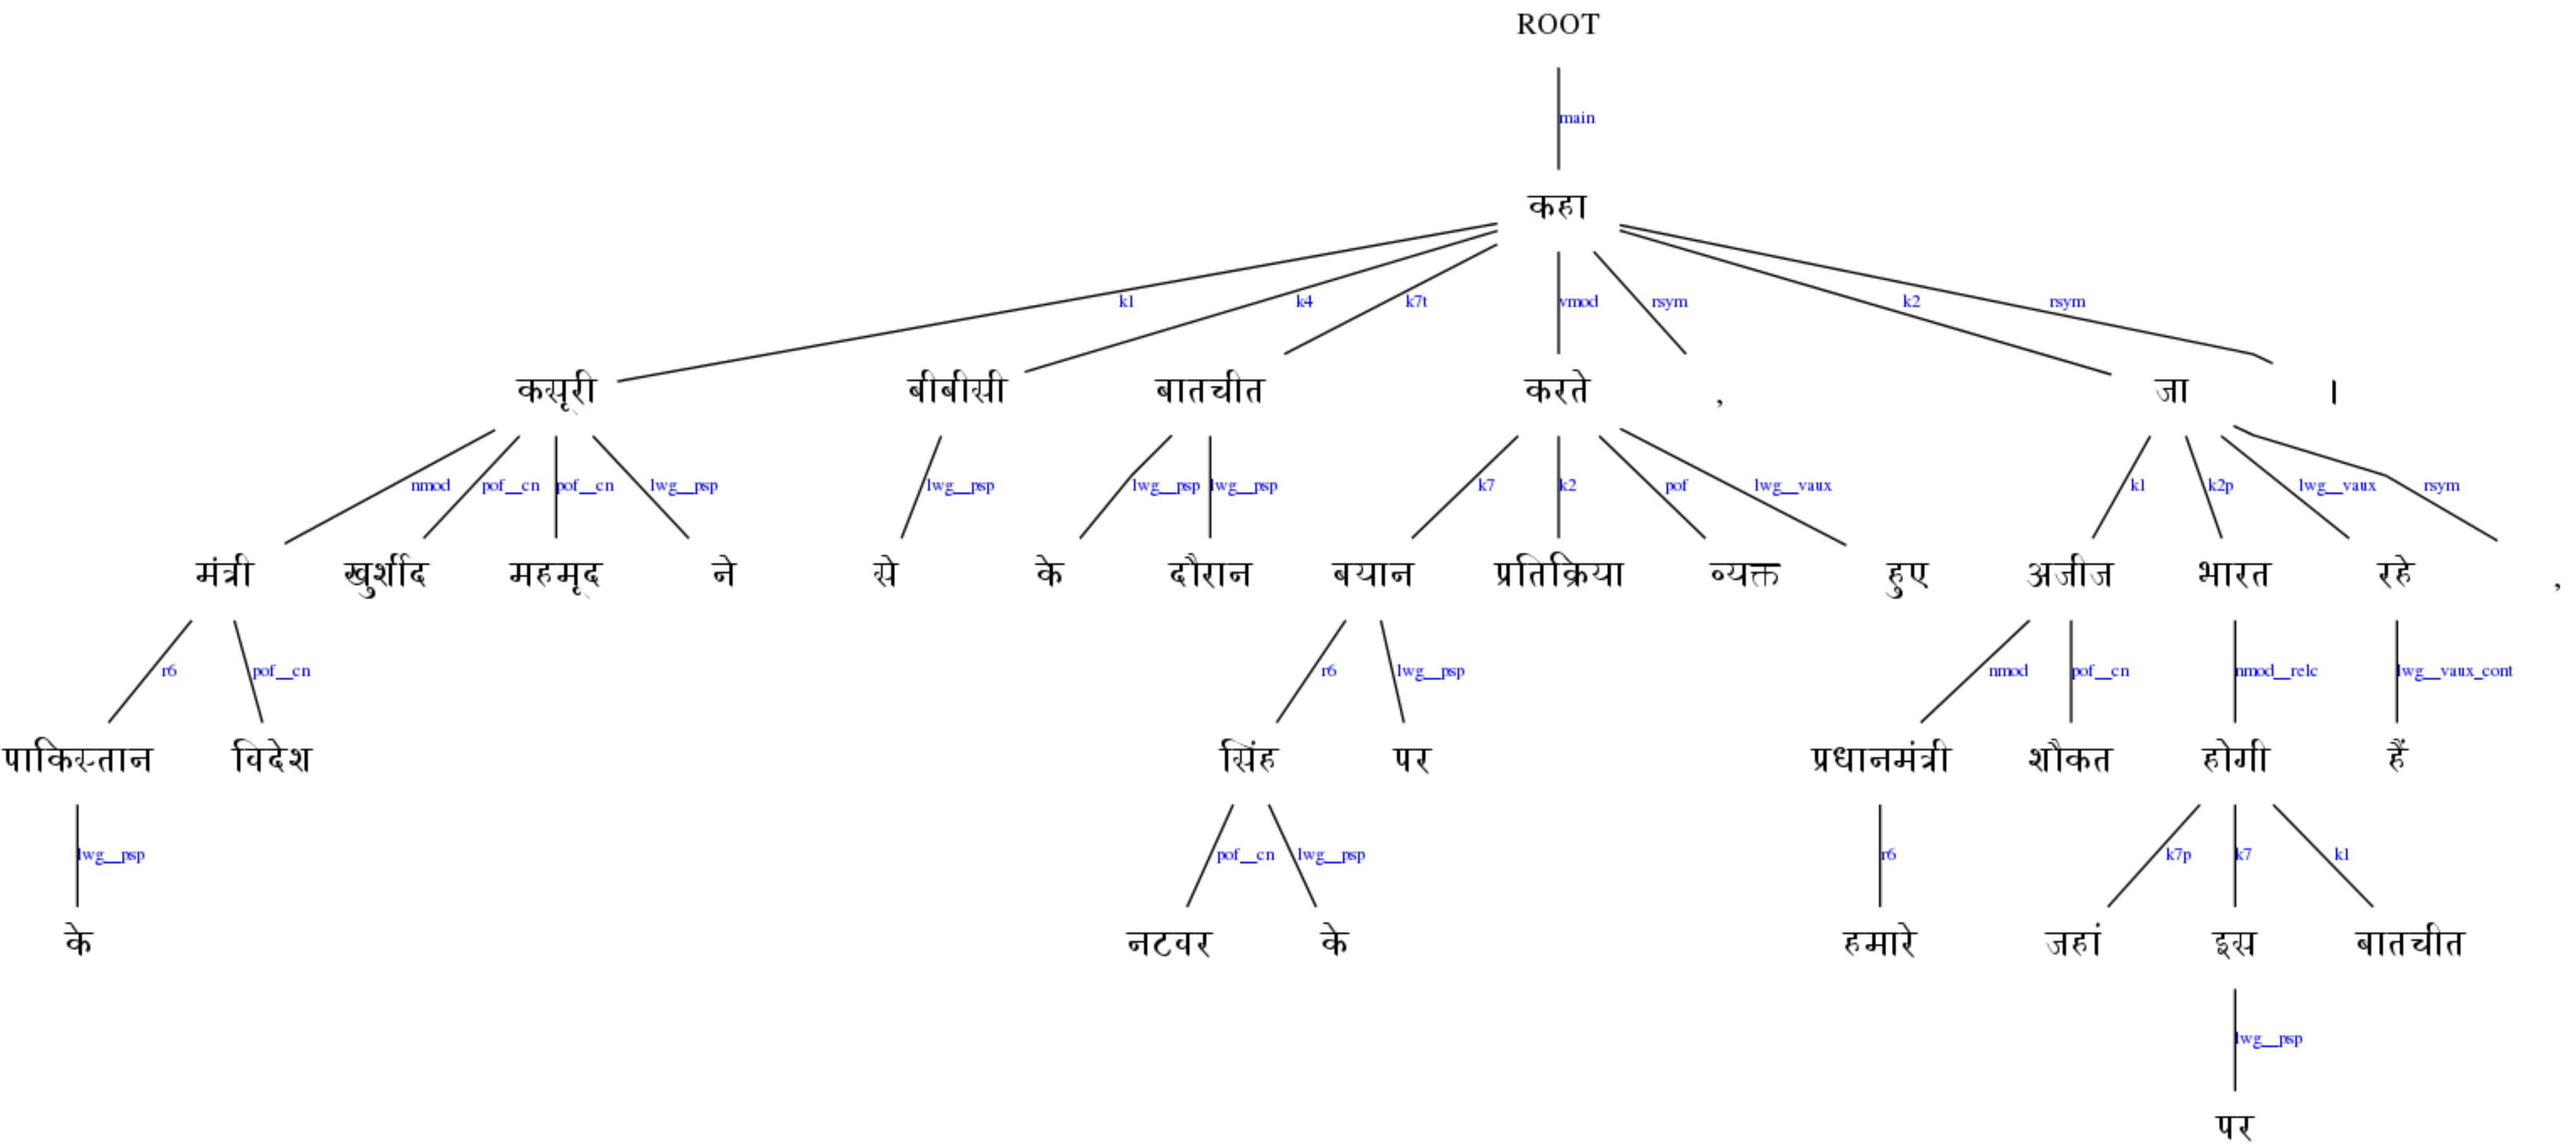 ROOT
main
कहा
k1 k4 k7t vmod rsym k2 rsym
कसूरी बीबीसी बातचीत करते , जा ।
nmod pof__cn pof__cn lwg__psp lwg__psp lwg__psp lwg__psp k7 k2 pof lwg__vaux k1 k2p lwg__vaux rsym
मंत्री खुर्शीद महमूद ने से के दौरान बयान प्रतिक्रिया व्यक्त हुए अजीज भारत रहे ,
r6 pof__cn r6 lwg__psp nmod pof__cn nmod__relc lwg__vaux_cont
पाकिस्तान विदेश सिंह पर प्रधानमंत्री शौकत होगी हैं
lwg__psp pof__cn lwg__psp r6 k7p k7 k1
के नटवर के हमारे जहां इस बातचीत
lwg__psp
पर